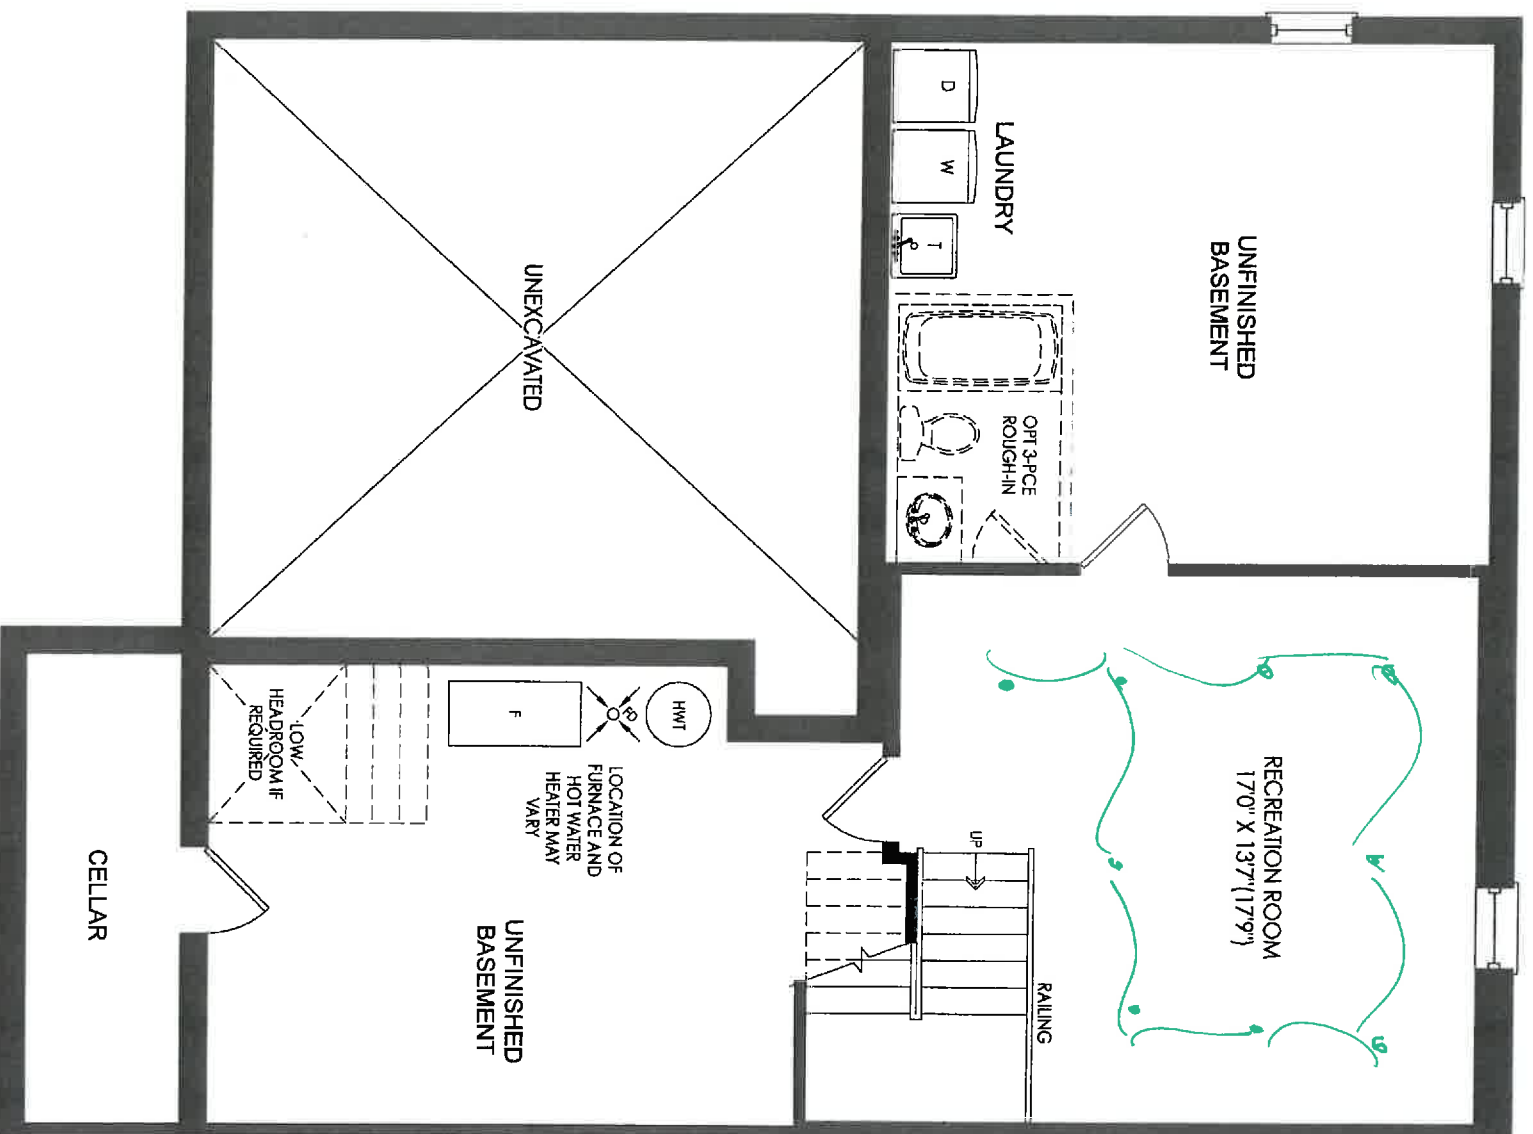 UNFINISHED
BASEMENT
D
W
T
LAUNDRY
OPT 3-PCE
ROUGH-IN
UNEXCAVATED
RECREATION ROOM
17'0" X 13'7"(17'9")
UP
RAILING
HWT
FD
F
LOCATION OF
FURNACE AND
HOT WATER
HEATER MAY
VARY
LOW
HEADROOM IF
REQUIRED
UNFINISHED
BASEMENT
CELLAR